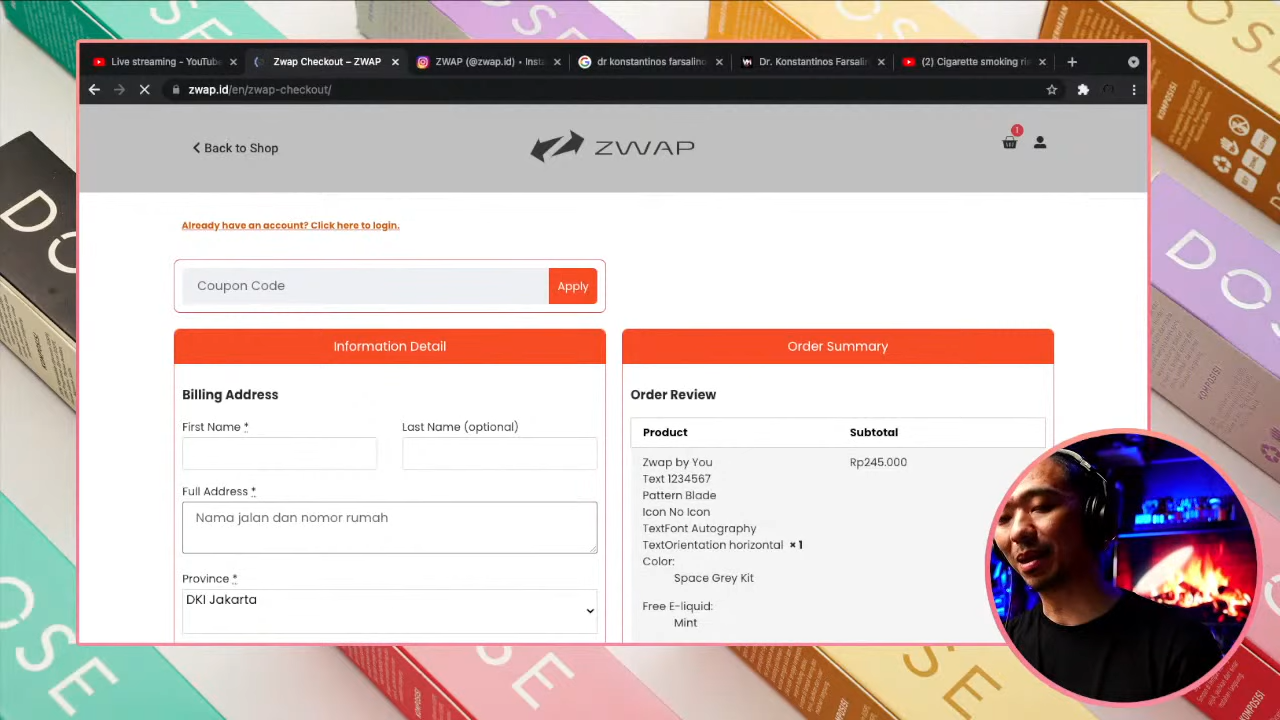 Live streaming - YouTube
Zwap Checkout – ZWAP
ZWAP (@zwap.id) • Insta
dr konstantinos farsalino
Dr. Konstantinos Farsalin
(2) Cigarette smoking ri
zwap.id/en/zwap-checkout/
Back to Shop
ZWAP
1
Already have an account? Click here to login.
Coupon Code
Apply
Information Detail
Order Summary
Billing Address
First Name *
Last Name (optional)
Full Address *
Nama jalan dan nomor rumah
Province *
DKI Jakarta
Order Review
Product
Subtotal
Zwap by You
Rp245.000
Text 1234567
Pattern Blade
Icon No Icon
TextFont Autography
TextOrientation horizontal × 1
Color:
Space Grey Kit
Free E-liquid:
Mint
KOMPOSISI
KOMPOSISI